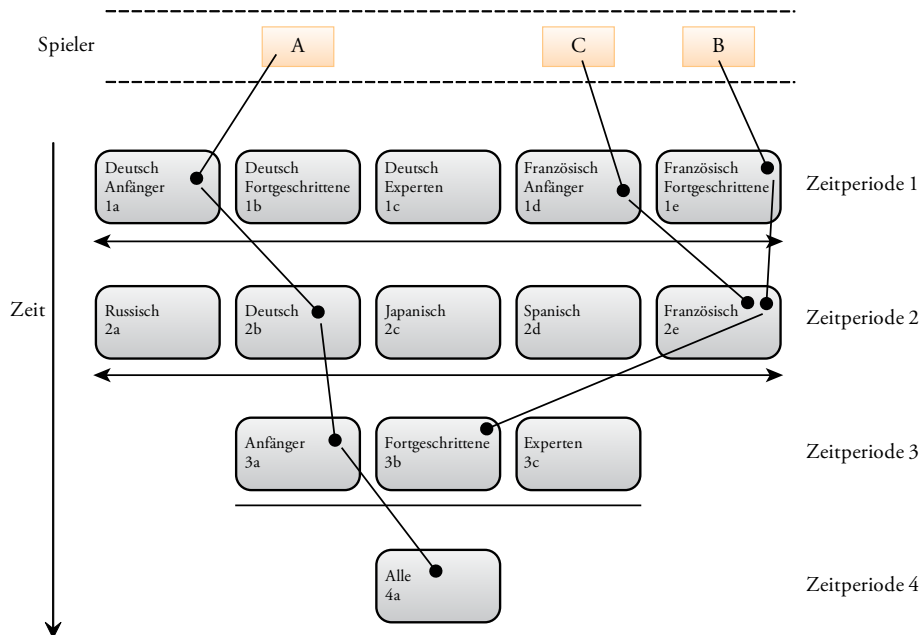 Spieler
A
C
B
Deutsch
Anfänger
1a
Deutsch
Fortgeschrittene
1b
Deutsch
Experten
1c
Französisch
Anfänger
1d
Französisch
Fortgeschrittene
1e
Zeitperiode 1
Zeit
Russisch
2a
Deutsch
2b
Japanisch
2c
Spanisch
2d
Französisch
2e
Zeitperiode 2
Anfänger
3a
Fortgeschrittene
3b
Experten
3c
Zeitperiode 3
Alle
4a
Zeitperiode 4